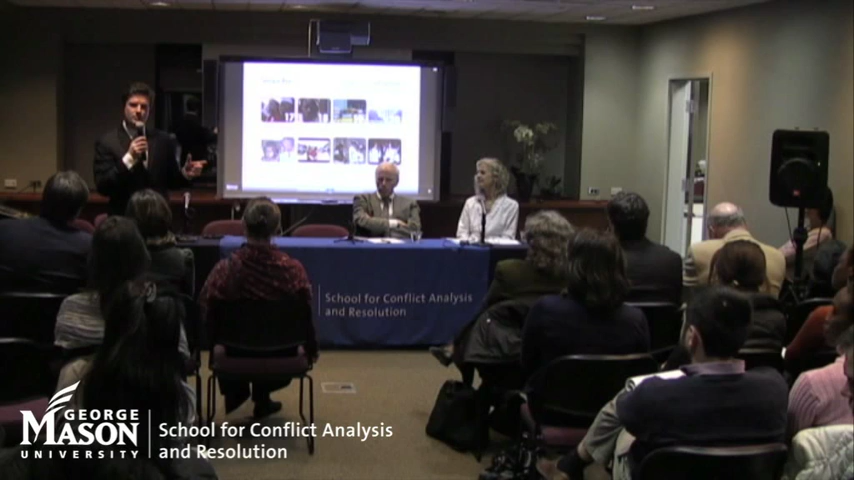 School for Conflict Analysis
and Resolution
GEORGE
MASON
UNIVERSITY
School for Conflict Analysis
and Resolution